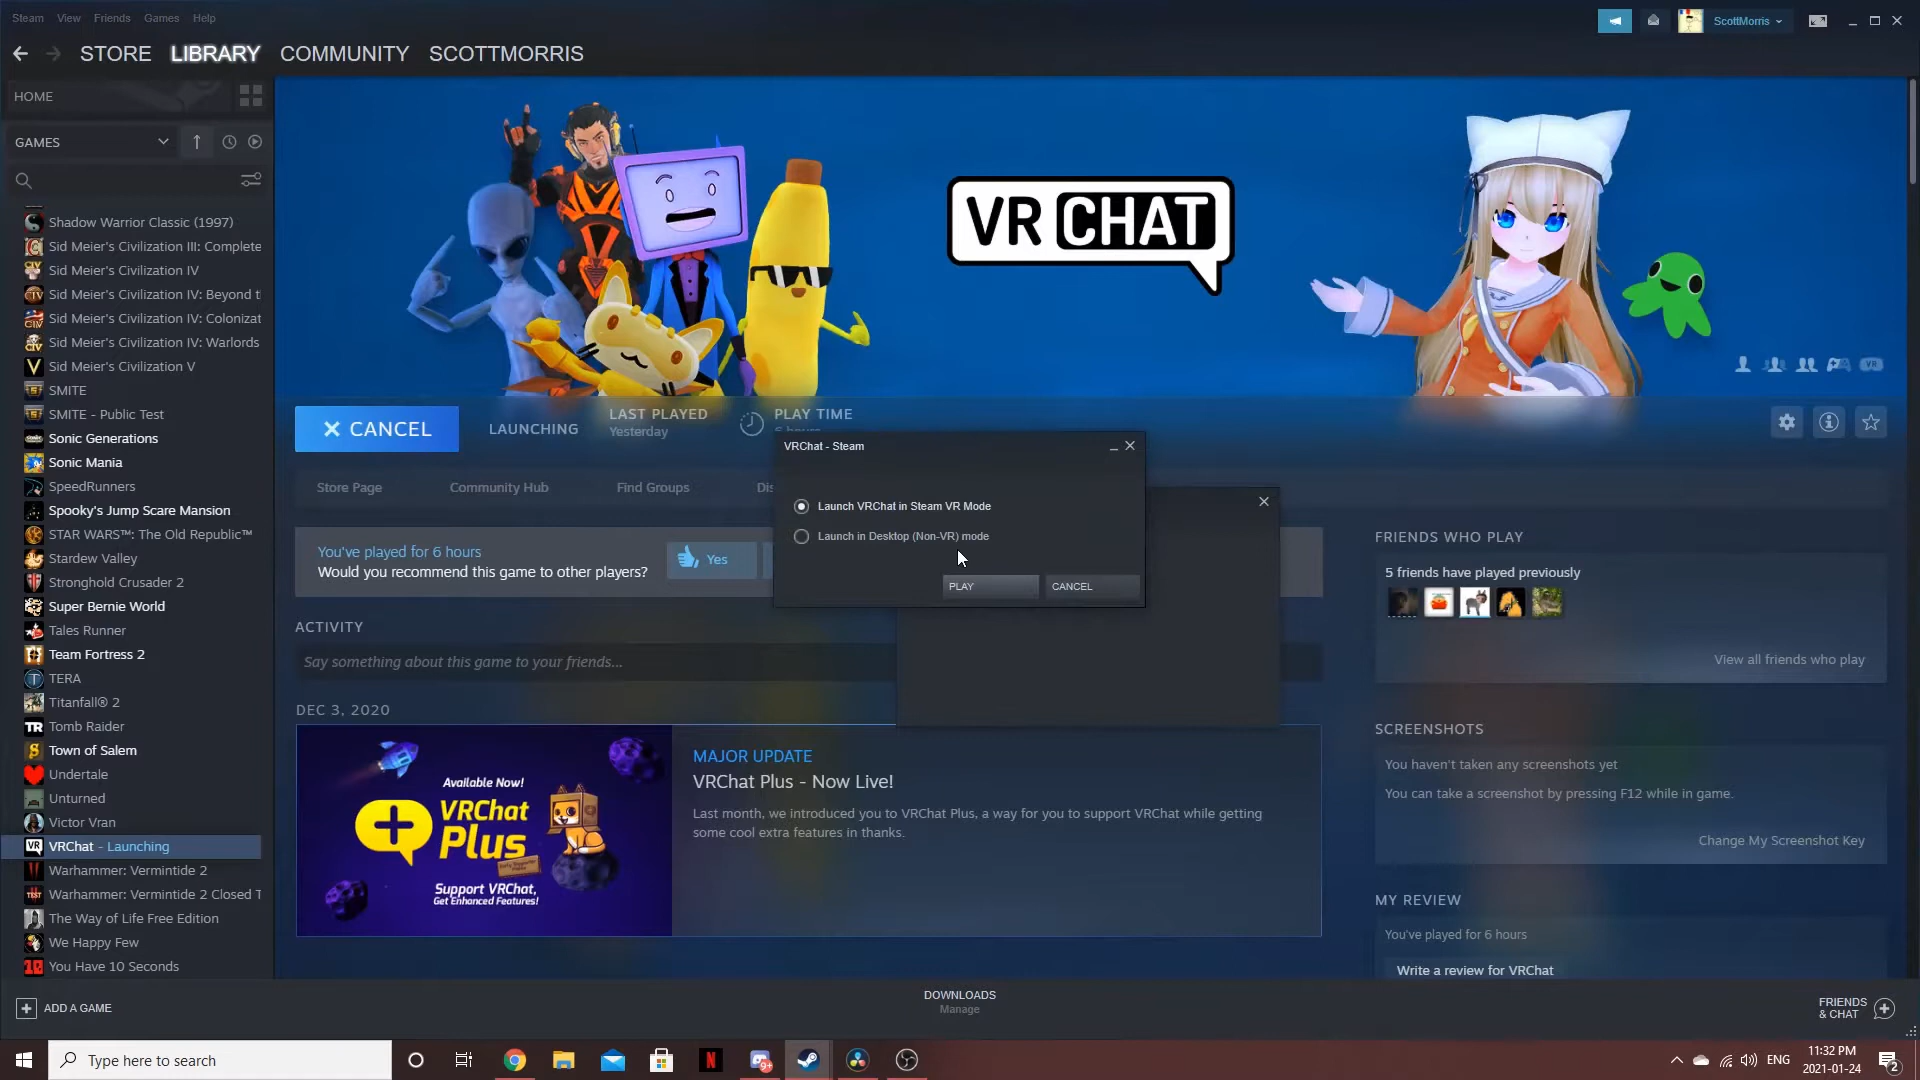 Steam View Friends Games Help
ScottMorris
STORE LIBRARY COMMUNITY SCOTTMORRIS
HOME
GAMES
Shadow Warrior Classic (1997)
Sid Meier's Civilization III: Complete
Sid Meier's Civilization IV
Sid Meier's Civilization IV: Beyond t
Sid Meier's Civilization IV: Colonizat
Sid Meier's Civilization IV: Warlords
Sid Meier's Civilization V
SMITE
SMITE - Public Test
Sonic Generations
Sonic Mania
SpeedRunners
Spooky's Jump Scare Mansion
STAR WARS™: The Old Republic™
Stardew Valley
Stronghold Crusader 2
Super Bernie World
Tales Runner
Team Fortress 2
TERA
Titanfall® 2
Tomb Raider
Town of Salem
Undertale
Unturned
Victor Vran
VRChat - Launching
Warhammer: Vermintide 2
Warhammer: Vermintide 2 Closed T
The Way of Life Free Edition
We Happy Few
You Have 10 Seconds
VR CHAT
CANCEL
LAUNCHING
LAST PLAYED
Yesterday
PLAY TIME
6 hours
VRChat - Steam
Launch VRChat in Steam VR Mode
Launch in Desktop (Non-VR) mode
PLAY
CANCEL
Store Page Community Hub Find Groups Dis
You've played for 6 hours
Would you recommend this game to other players?
Yes
ACTIVITY
Say something about this game to your friends...
DEC 3, 2020
Available Now!
VRChat
Plus
Support VRChat,
Get Enhanced Features!
MAJOR UPDATE
VRChat Plus - Now Live!
Last month, we introduced you to VRChat Plus, a way for you to support VRChat while getting
some cool extra features in thanks.
FRIENDS WHO PLAY
5 friends have played previously
View all friends who play
SCREENSHOTS
You haven't taken any screenshots yet
You can take a screenshot by pressing F12 while in game.
Change My Screenshot Key
MY REVIEW
You've played for 6 hours
Write a review for VRChat
ADD A GAME
DOWNLOADS
Manage
FRIENDS
& CHAT
Type here to search
ENG
11:32 PM
2021-01-24
2